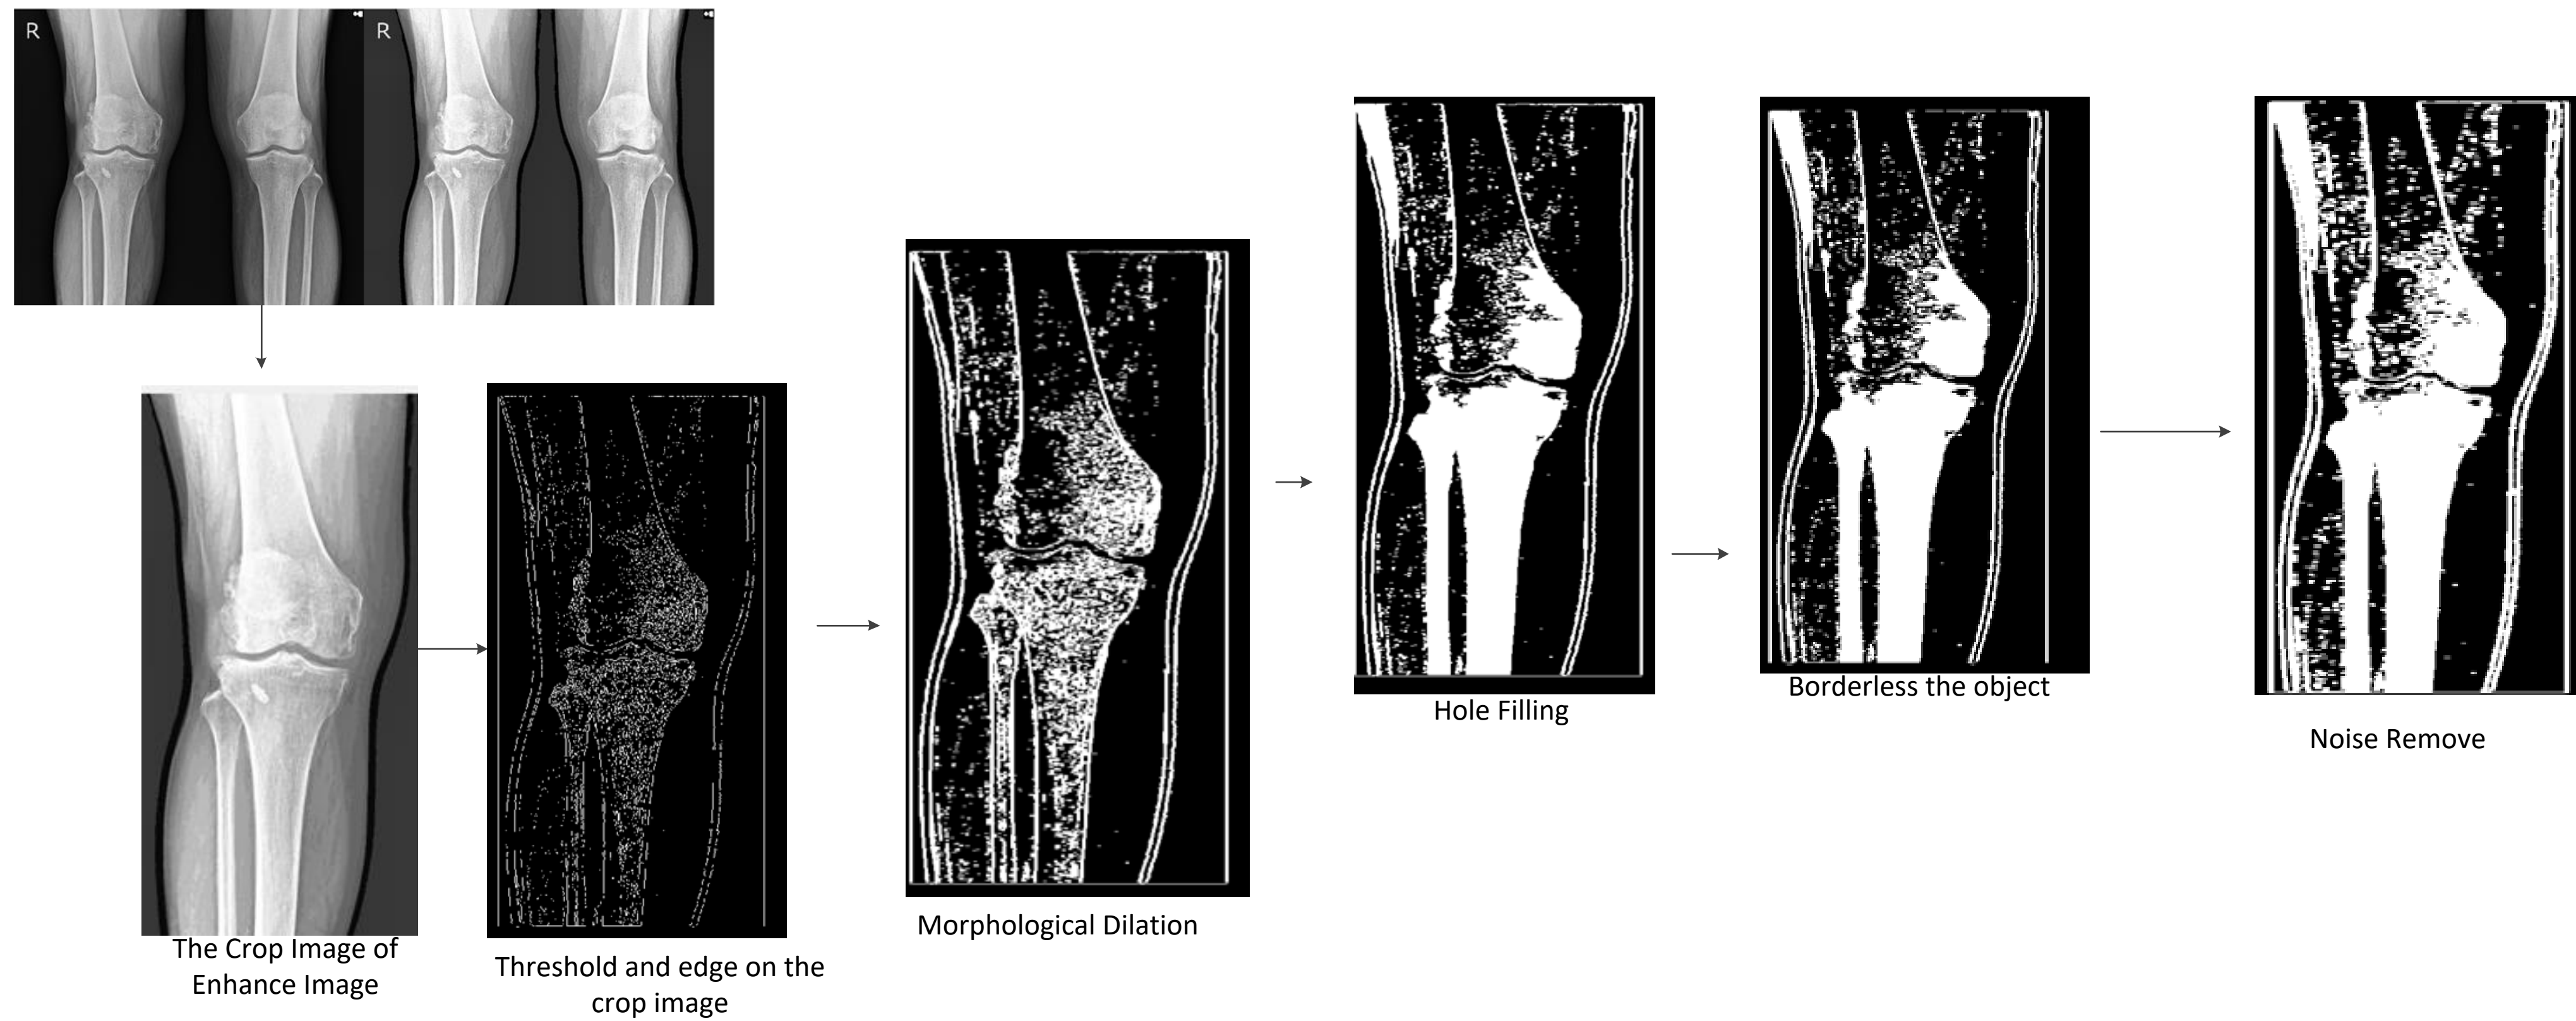 R
R
The Crop Image of
Enhance Image
Threshold and edge on the
crop image
Morphological Dilation
Hole Filling
Borderless the object
Noise Remove